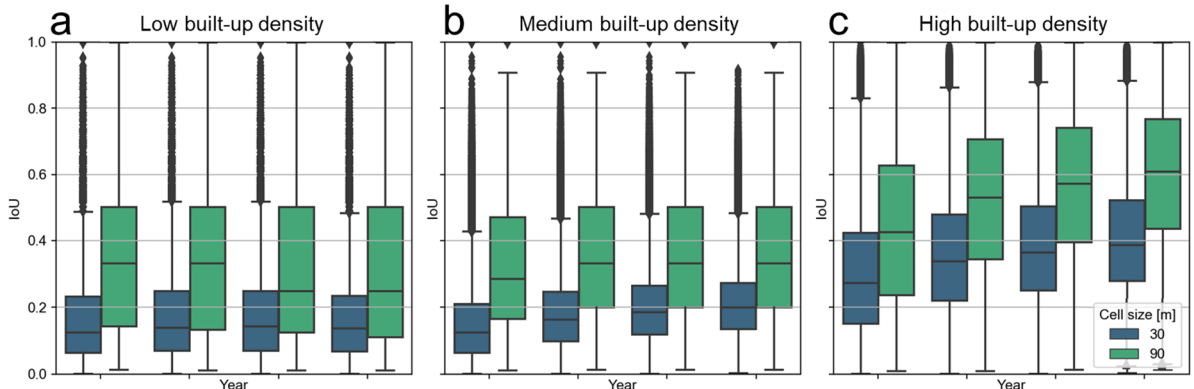 a Low built-up density
b Medium built-up density
c High built-up density
1.0
0.8
0.6
0.4
0.2
0.0
IoU
IoU
IoU
Cell size [m]
30
90
Year
Year
Year